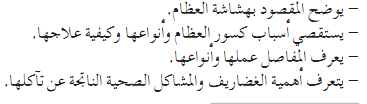 – يوضح المقصود بهشاشة العظام.
– يستقصي أسباب كسور العظام وأنواعها وكيفية علاجها.
– يعرف المفاصل عملها وأنواعها.
– يتعرف أهمية الغضاريف والمشاكل الصحية الناتجة عن تآكلها.